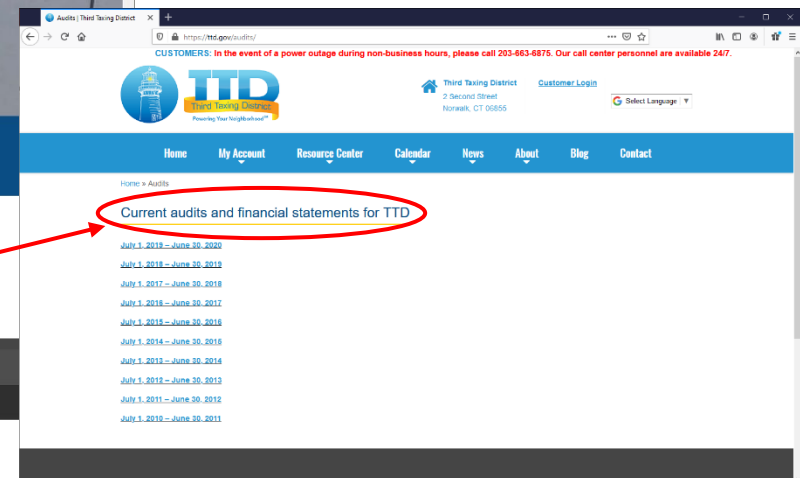 Audits | Third Taxing District
https://ttd.gov/audits/
CUSTOMERS: In the event of a power outage during non-business hours, please call 203-663-6875. Our call center personnel are available 24/7.
TTD
Third Taxing District
Powering Your Neighborhood™
Third Taxing District
2 Second Street
Norwalk, CT 06855
Customer Login
G Select Language ▼
Home My Account Resource Center Calendar News About Blog Contact
Home » Audits
Current audits and financial statements for TTD
July 1, 2019 – June 30, 2020
July 1, 2018 – June 30, 2019
July 1, 2017 – June 30, 2018
July 1, 2016 – June 30, 2017
July 1, 2015 – June 30, 2016
July 1, 2014 – June 30, 2015
July 1, 2013 – June 30, 2014
July 1, 2012 – June 30, 2013
July 1, 2011 – June 30, 2012
July 1, 2010 – June 30, 2011